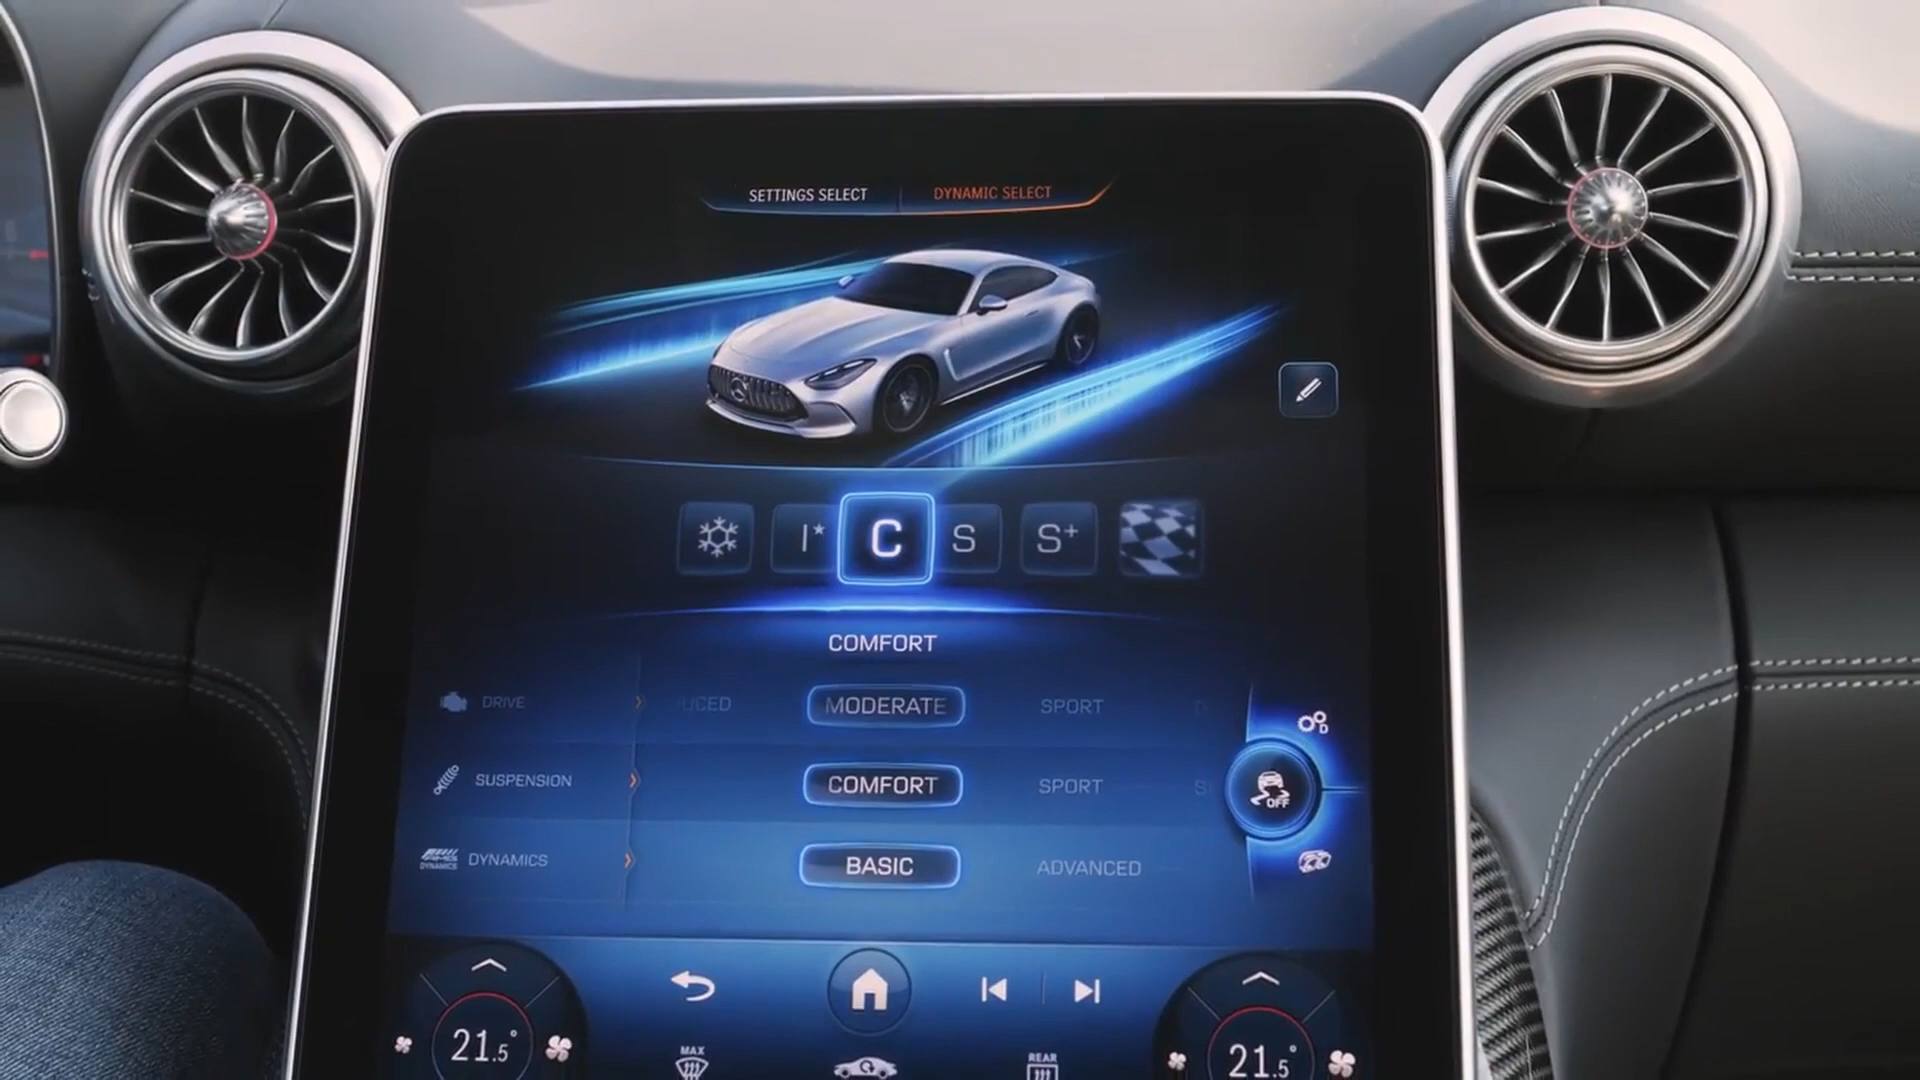 SETTINGS SELECT DYNAMIC SELECT
I* C S S+
COMFORT
DRIVE MODERATE SPORT
SUSPENSION COMFORT SPORT
OFF
DYNAMICS BASIC ADVANCED
21.5° 21.5°
MAX REAR